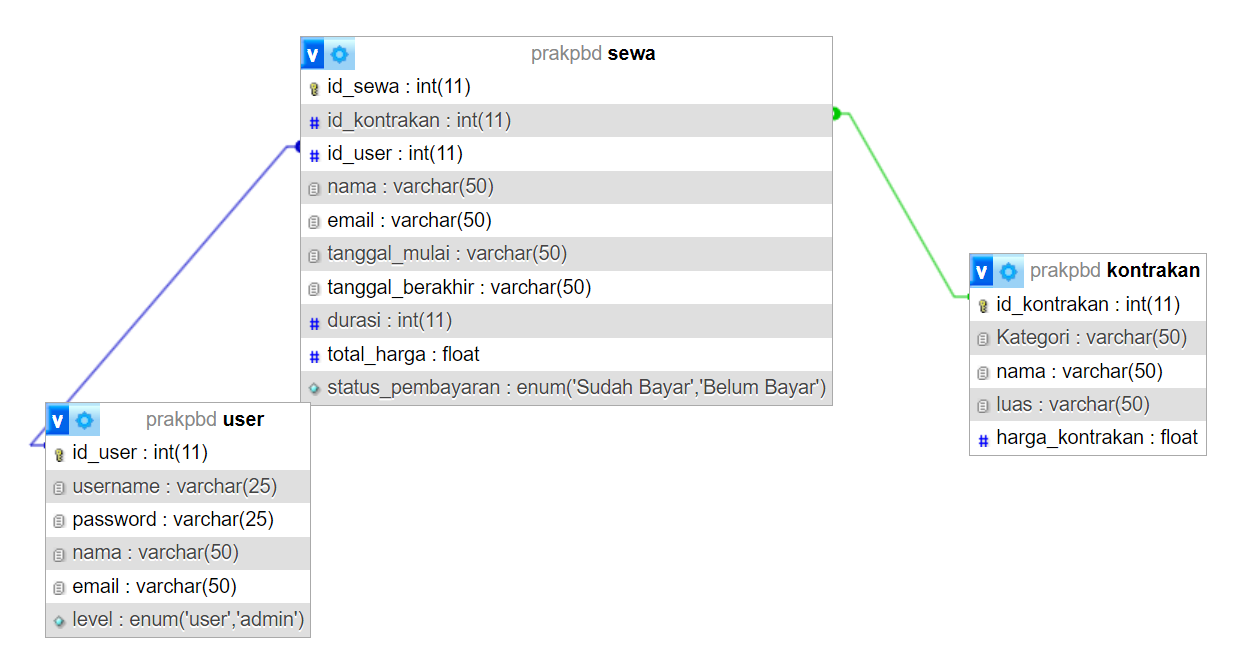 v prakpbd sewa
id_sewa : int(11)
# id_kontrakan : int(11)
# id_user : int(11)
nama : varchar(50)
email : varchar(50)
tanggal_mulai : varchar(50)
tanggal_berakhir : varchar(50)
# durasi : int(11)
# total_harga : float
status_pembayaran : enum('Sudah Bayar','Belum Bayar')
v prakpbd kontrakan
id_kontrakan : int(11)
Kategori : varchar(50)
nama : varchar(50)
luas : varchar(50)
# harga_kontrakan : float
v prakpbd user
id_user : int(11)
username : varchar(25)
password : varchar(25)
nama : varchar(50)
email : varchar(50)
level : enum('user','admin')